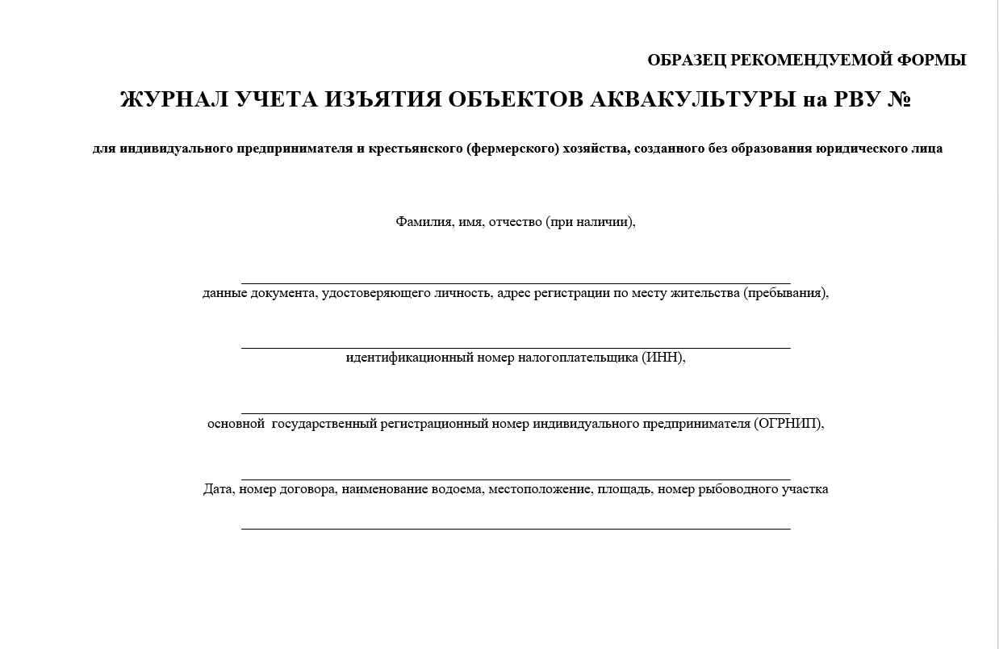 ОБРАЗЕЦ РЕКОМЕНДУЕМОЙ ФОРМЫ
ЖУРНАЛ УЧЕТА ИЗЪЯТИЯ ОБЪЕКТОВ АКВАКУЛЬТУРЫ на РВУ №
для индивидуального предпринимателя и крестьянского (фермерского) хозяйства, созданного без образования юридического лица
Фамилия, имя, отчество (при наличии),
данные документа, удостоверяющего личность, адрес регистрации по месту жительства (пребывания),
идентификационный номер налогоплательщика (ИНН),
основной  государственный регистрационный номер индивидуального предпринимателя (ОГРНИП),
Дата, номер договора, наименование водоема, местоположение, площадь, номер рыбоводного участка